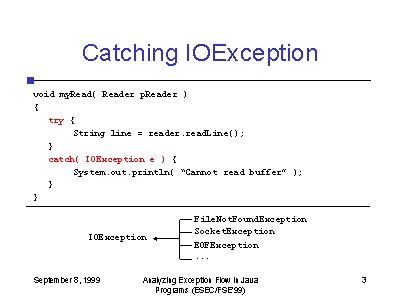 Catching IOException
void myRead( Reader pReader )
{
try {
String line = reader.readLine();
}
catch( IOException e ) {
System.out.println( “Cannot read buffer” );
}
}
IOException
FileNotFoundException
SocketException
EOFException
...
September 8, 1999
Analyzing Exception Flow in Java
Programs (ESEC/FSE'99)
3